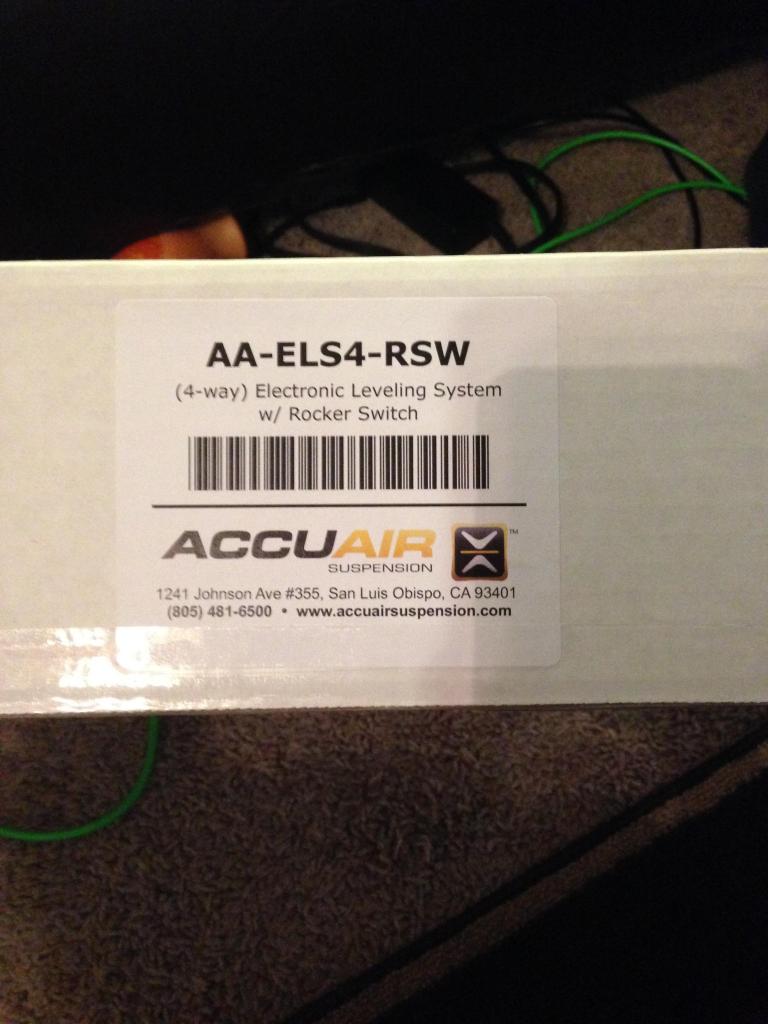 AA-ELS4-RSW
(4-way) Electronic Leveling System
w/ Rocker Switch
ACCUAIR ™
SUSPENSION
1241 Johnson Ave #355, San Luis Obispo, CA 93401
(805) 481-6500 • www.accuairsuspension.com